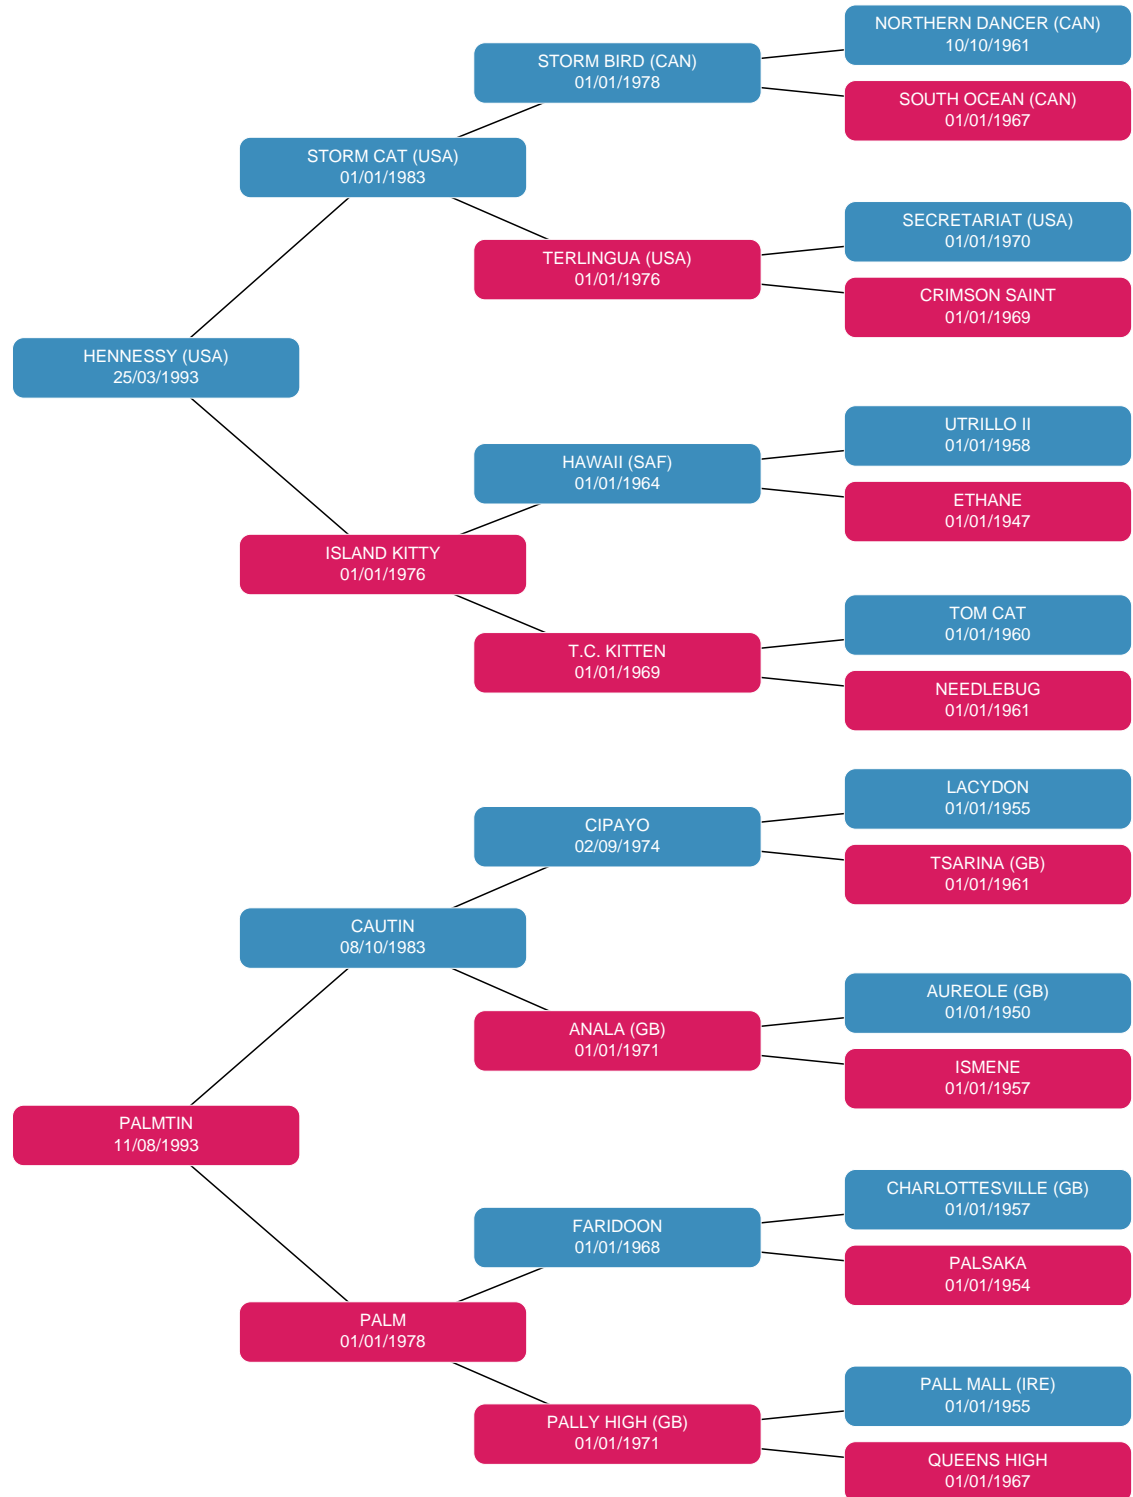 NORTHERN DANCER (CAN)
10/10/1961
STORM BIRD (CAN)
01/01/1978
SOUTH OCEAN (CAN)
01/01/1967
STORM CAT (USA)
01/01/1983
SECRETARIAT (USA)
01/01/1970
TERLINGUA (USA)
01/01/1976
CRIMSON SAINT
01/01/1969
HENNESSY (USA)
25/03/1993
UTRILLO II
01/01/1958
HAWAII (SAF)
01/01/1964
ETHANE
01/01/1947
ISLAND KITTY
01/01/1976
TOM CAT
01/01/1960
T.C. KITTEN
01/01/1969
NEEDLEBUG
01/01/1961
LACYDON
01/01/1955
CIPAYO
02/09/1974
TSARINA (GB)
01/01/1961
CAUTIN
08/10/1983
AUREOLE (GB)
01/01/1950
ANALA (GB)
01/01/1971
ISMENE
01/01/1957
PALMTIN
11/08/1993
CHARLOTTESVILLE (GB)
01/01/1957
FARIDOON
01/01/1968
PALSAKA
01/01/1954
PALM
01/01/1978
PALL MALL (IRE)
01/01/1955
PALLY HIGH (GB)
01/01/1971
QUEENS HIGH
01/01/1967